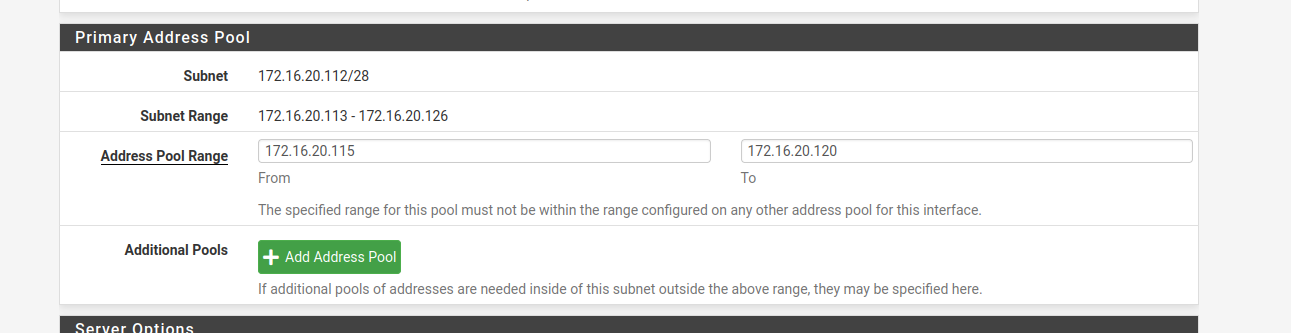 Primary Address Pool
Subnet 172.16.20.112/28
Subnet Range 172.16.20.113 - 172.16.20.126
Address Pool Range 172.16.20.115 172.16.20.120
From To
The specified range for this pool must not be within the range configured on any other address pool for this interface.
Additional Pools Add Address Pool
If additional pools of addresses are needed inside of this subnet outside the above range, they may be specified here.
Server Options